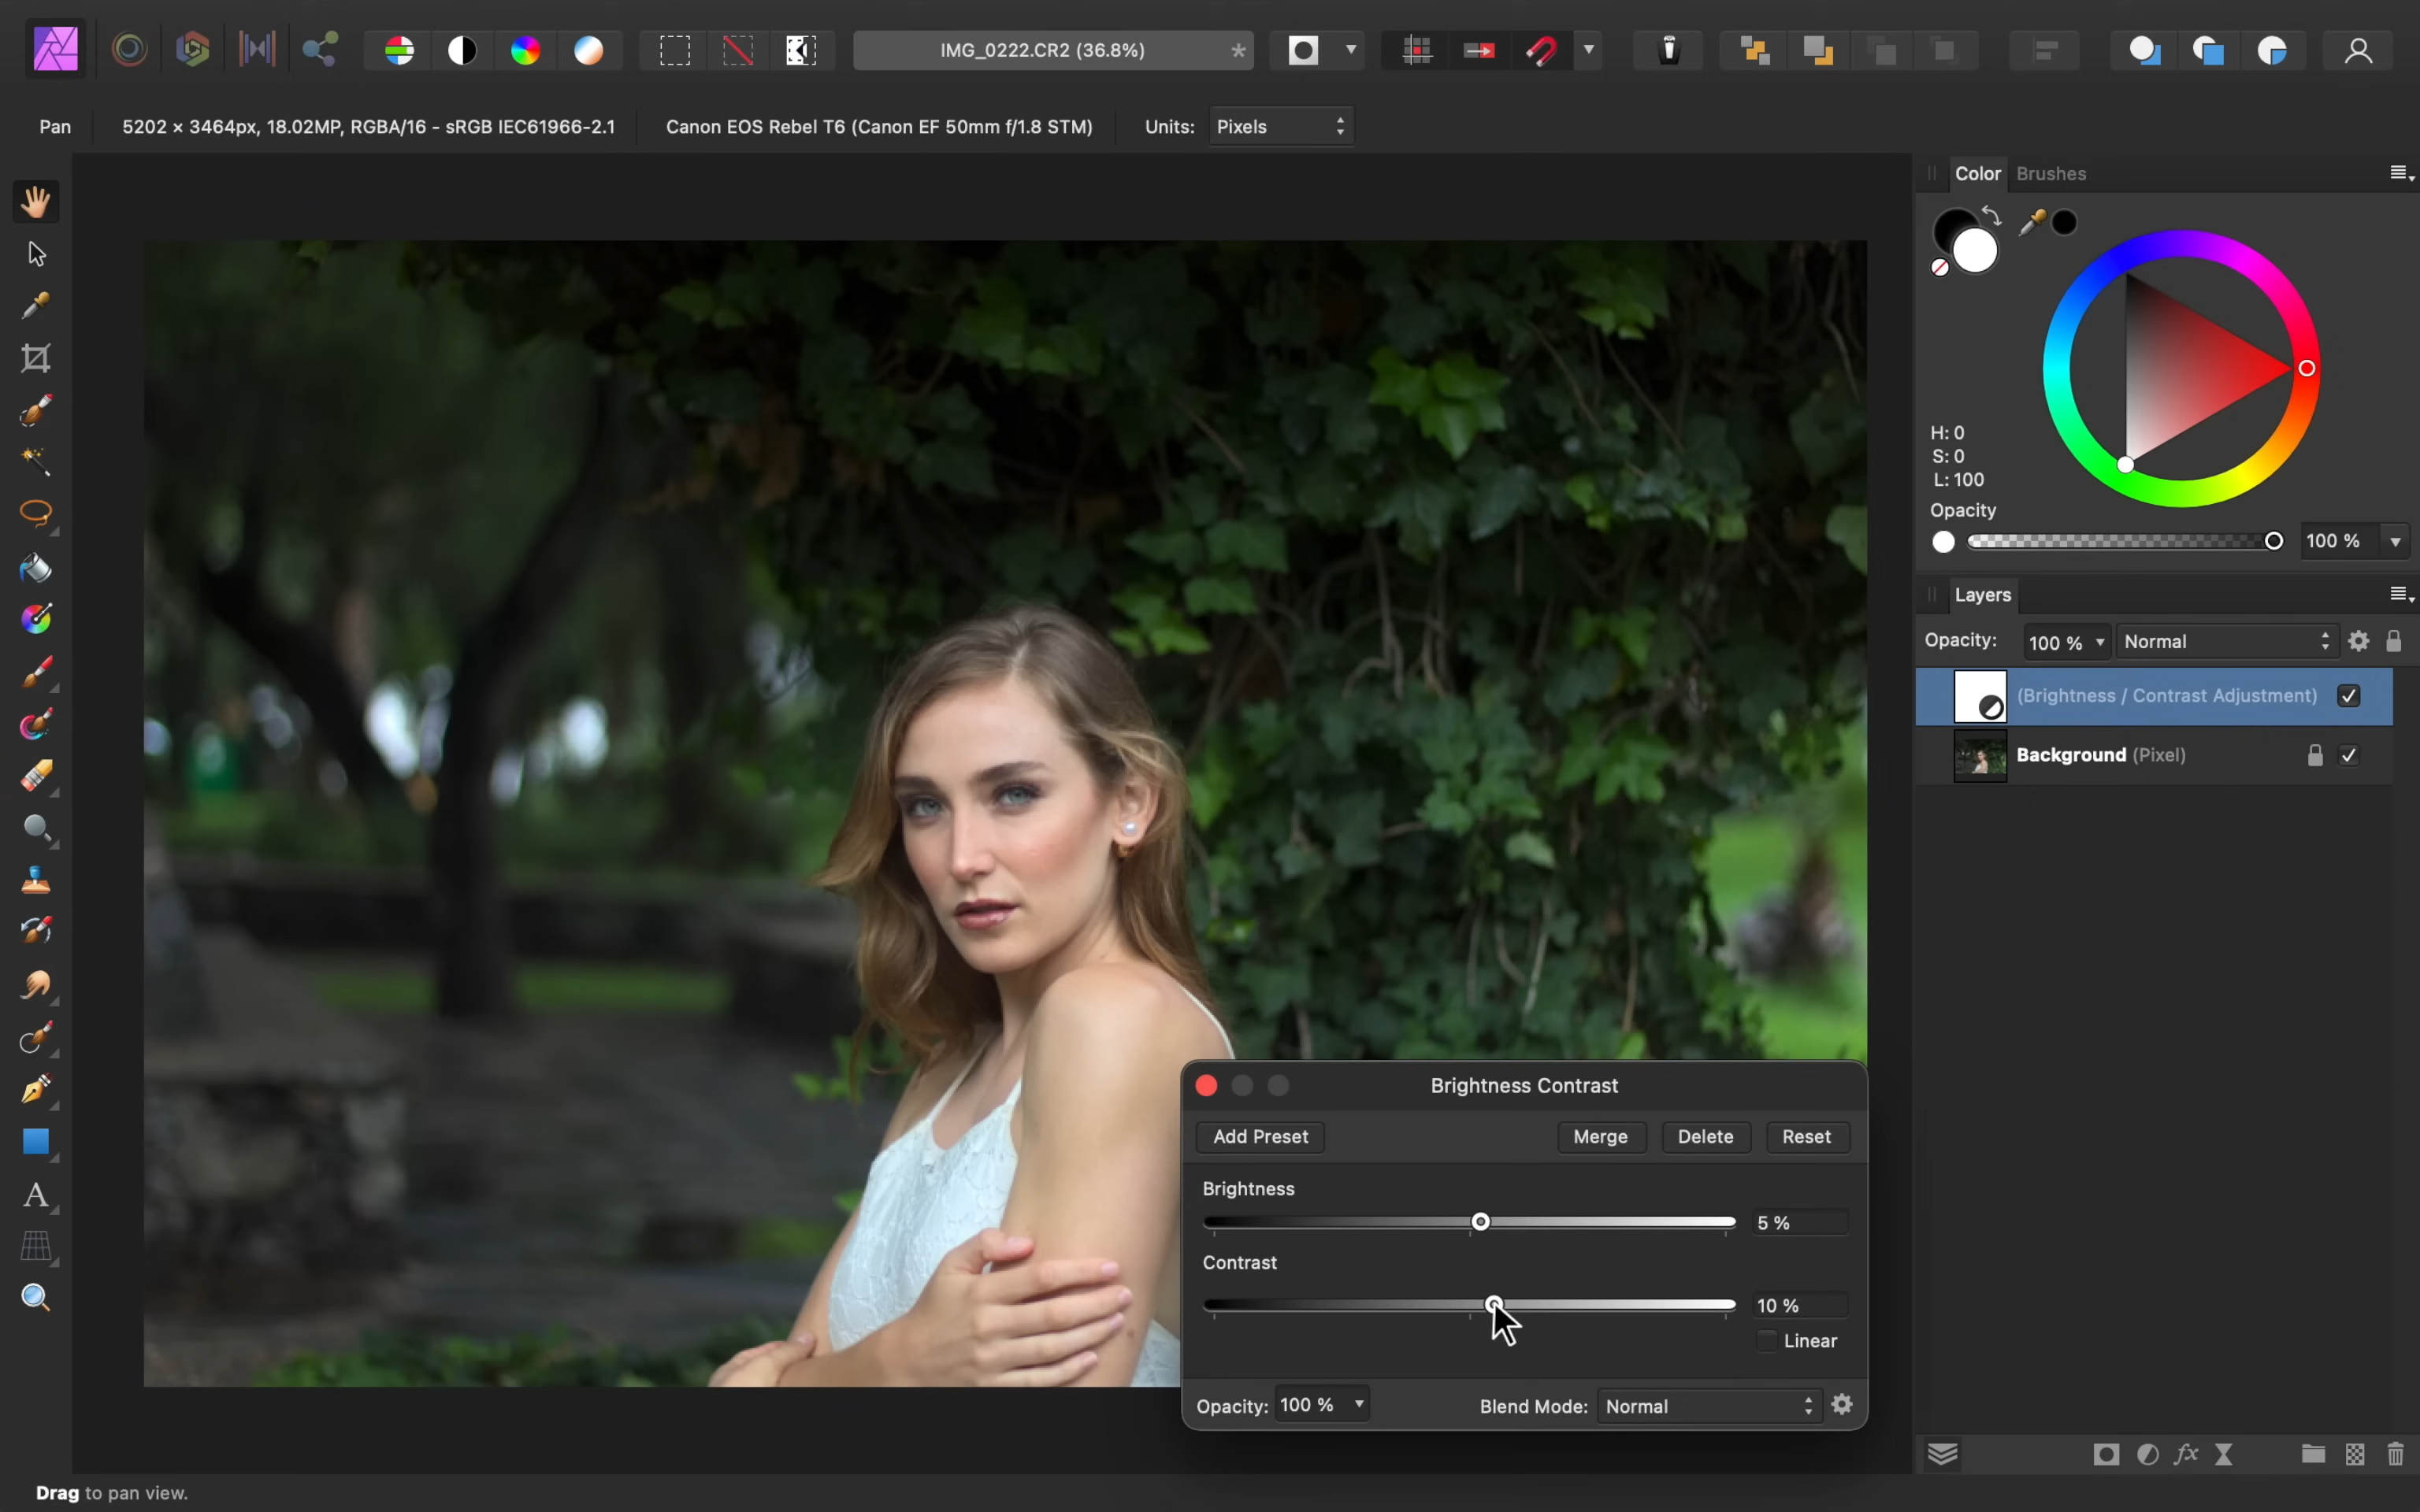 IMG_0222.CR2 (36.8%)
*
Pan
5202 × 3464px, 18.02MP, RGBA/16 - sRGB IEC61966-2.1
Canon EOS Rebel T6 (Canon EF 50mm f/1.8 STM)
Units:
Pixels
Color
Brushes
H: 0
S: 0
L: 100
Opacity
100 %
Layers
Opacity:
100 %
Normal
(Brightness / Contrast Adjustment)
Background (Pixel)
Brightness Contrast
Add Preset
Merge
Delete
Reset
Brightness
5 %
Contrast
10 %
Linear
Opacity:
100 %
Blend Mode:
Normal
A
fx
Drag to pan view.